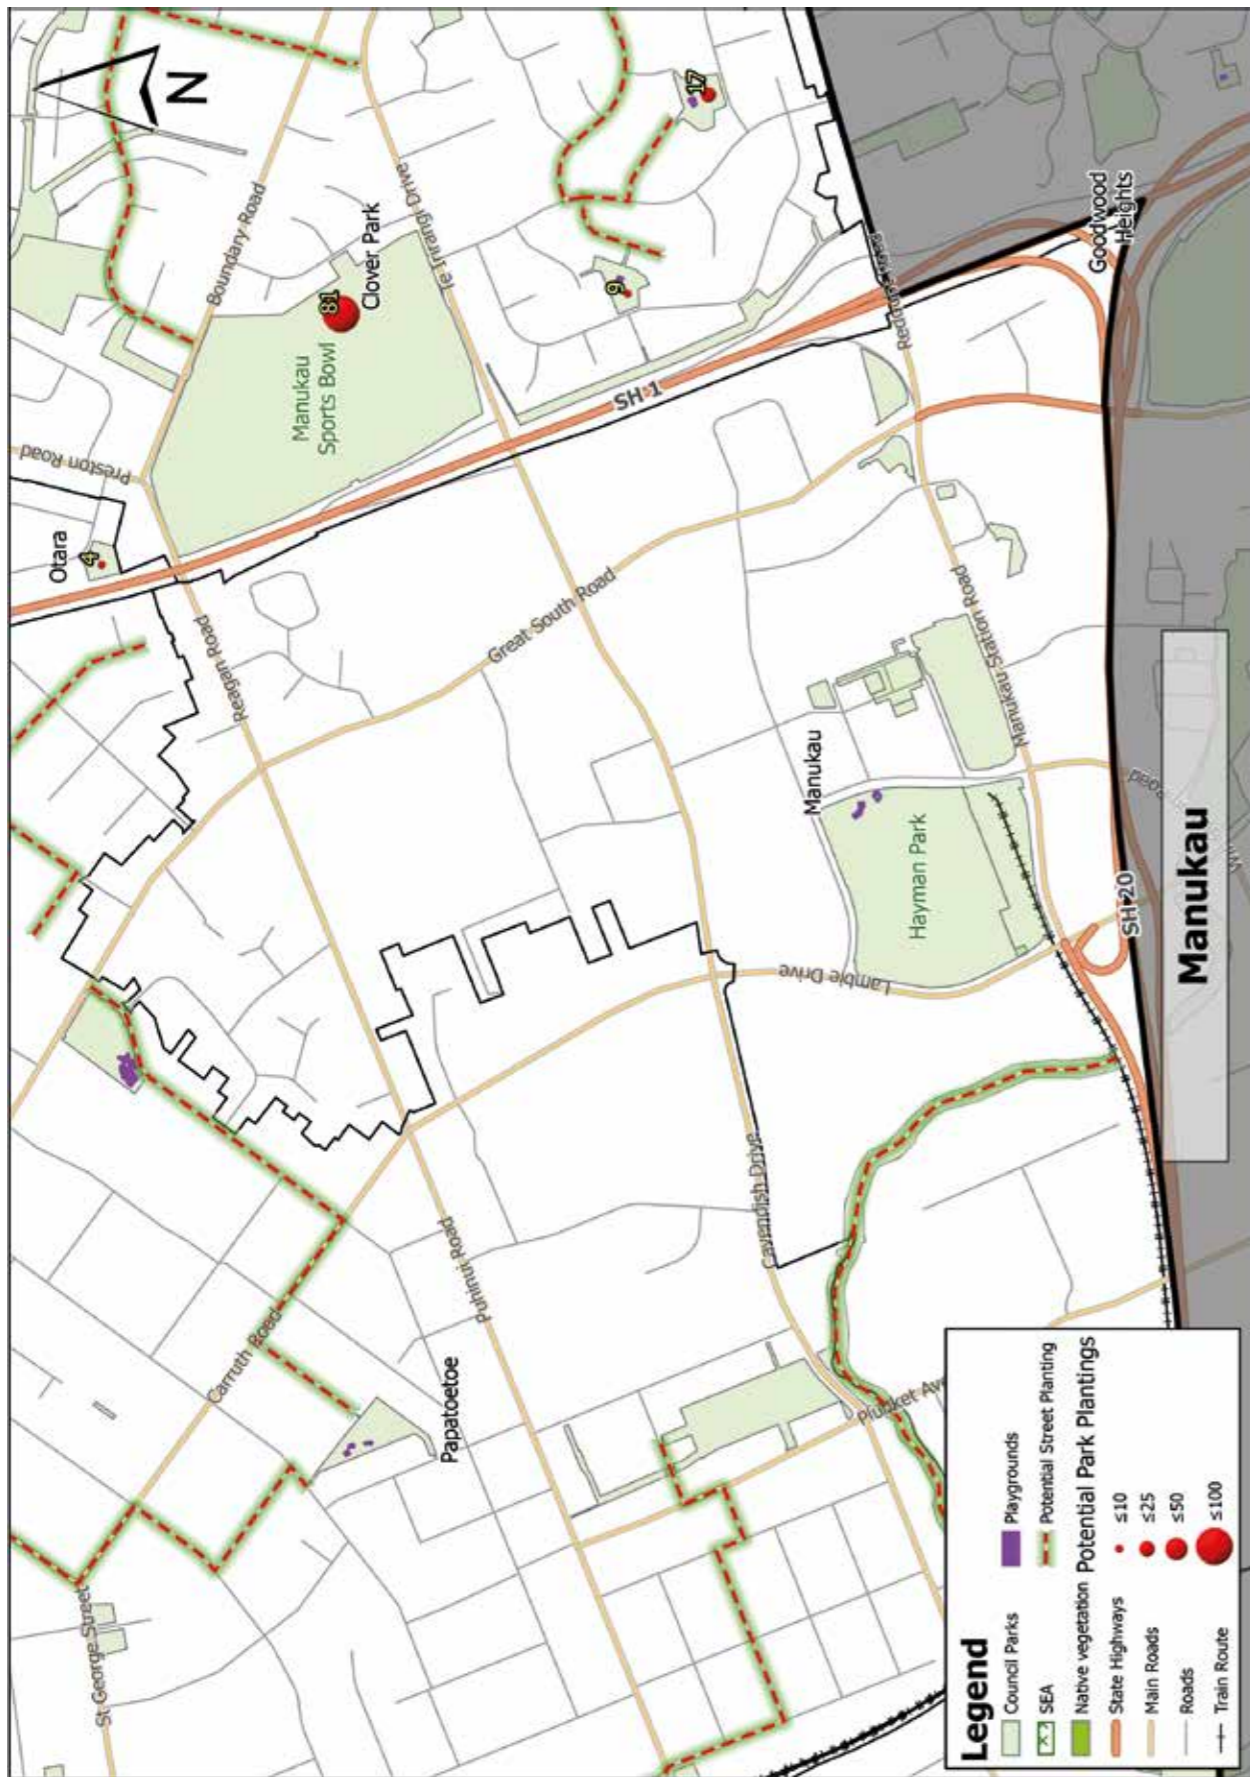 Otara
Preston Road
St George Street
N
Reagan Road
Boundary Road
Carruth Road
Manukau
Sports Bowl
81
Clover Park
4
Papatoetoe
Puhinui Road
Great South Road
Te Irirangi Drive
9
SH 1
17
Cavendish Drive
Lambie Drive
Manukau
Hayman Park
Plunket Ave
Redoubt Road
Manukau Station Road
Goodwood
Heights
SH 20
Road
Manukau
Legend
Council Parks
SEA
Native vegetation
State Highways
Main Roads
Roads
Train Route
Playgrounds
Potential Street Planting
Potential Park Plantings
≤10
≤25
≤50
≤100